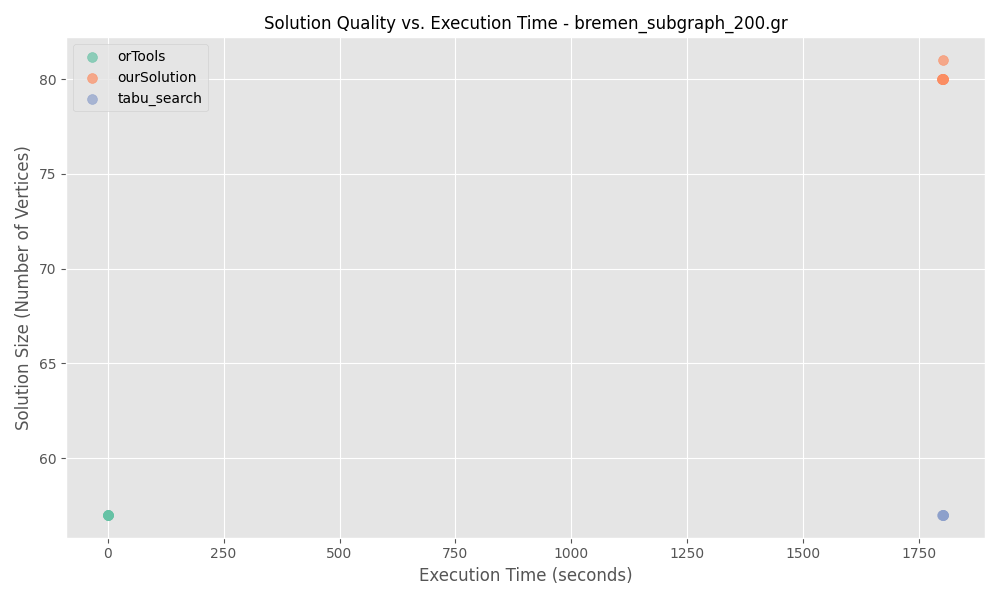 Solution Quality vs. Execution Time - bremen_subgraph_200.gr
orTools
ourSolution
tabu_search
Solution Size (Number of Vertices)
80
75
70
65
60
0 250 500 750 1000 1250 1500 1750
Execution Time (seconds)